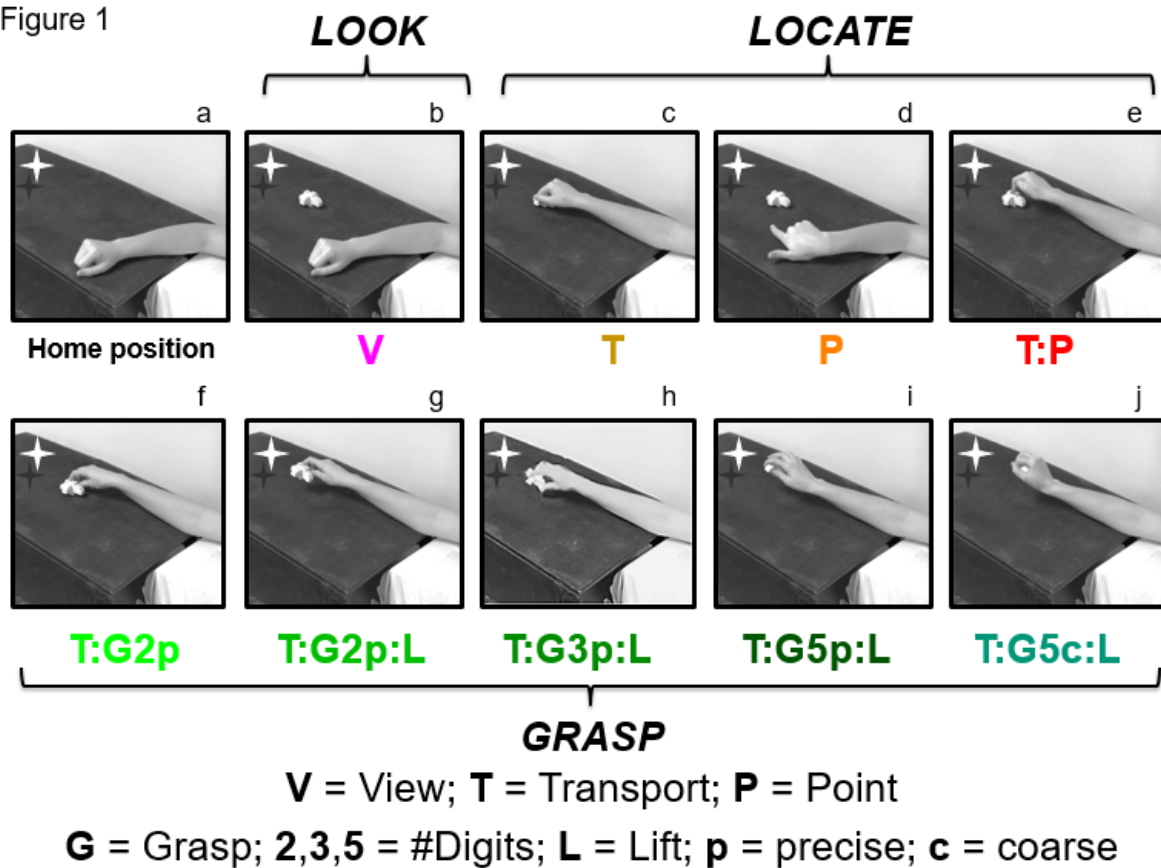 Figure 1
LOOK LOCATE
a b c d e
Home position V T P T:P
f g h i j
T:G2p T:G2p:L T:G3p:L T:G5p:L T:G5c:L
GRASP
V = View; T = Transport; P = Point
G = Grasp; 2,3,5 = #Digits; L = Lift; p = precise; c = coarse